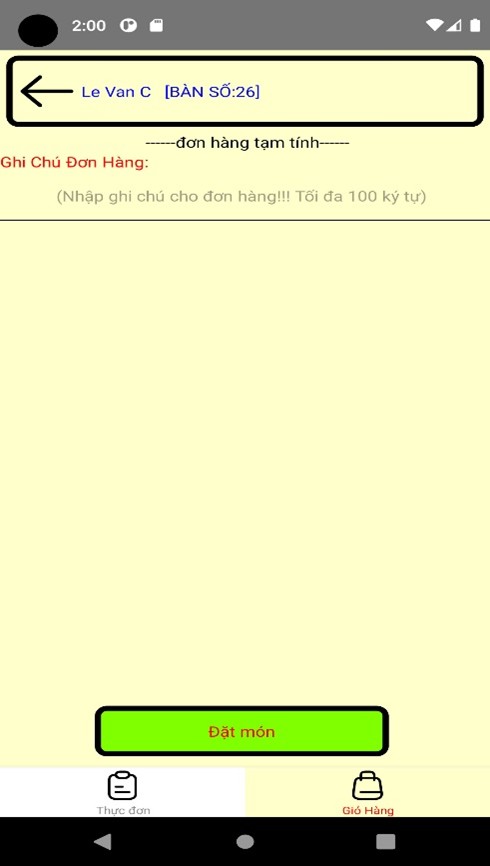 2:00
Le Van C [BÀN SỐ:26]
------đơn hàng tạm tính------
Ghi Chú Đơn Hàng:
(Nhập ghi chú cho đơn hàng!!! Tối đa 100 ký tự)
Đặt món
Thực đơn
Giỏ Hàng